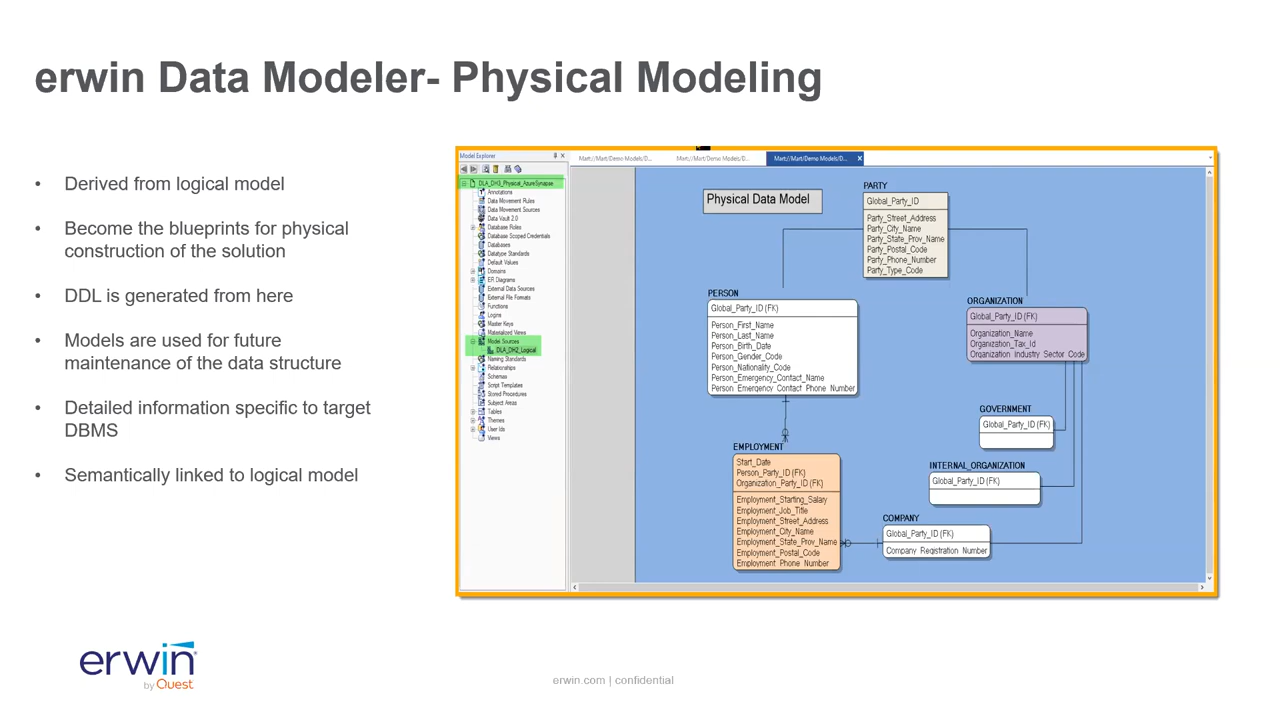 erwin Data Modeler- Physical Modeling
• Derived from logical model
• Become the blueprints for physical
construction of the solution
• DDL is generated from here
• Models are used for future
maintenance of the data structure
• Detailed information specific to target
DBMS
• Semantically linked to logical model
Model Explorer
DLA_DH3_Physical_AzureSynapse
Annotations
Data Movement Rules
Data Movement Sources
Data Vault 2.0
Database Roles
Database Scoped Credentials
Databases
Datatype Standards
Default Values
Domains
ER Diagrams
External Data Sources
External File Formats
Functions
Logins
Master Keys
Materialized Views
Model Sources
DLA_DH2_Logical
Naming Standards
Relationships
Schemas
Script Templates
Stored Procedures
Subject Areas
Tables
Themes
User Ids
Views
Mart://Mart/Demo Models/D...
Mart://Mart/Demo Models/D...
Mart://Mart/Demo Models/D...
Physical Data Model
PARTY
Global_Party_ID
Party_Street_Address
Party_City_Name
Party_State_Prov_Name
Party_Postal_Code
Party_Phone_Number
Party_Type_Code
PERSON
Global_Party_ID (FK)
Person_First_Name
Person_Last_Name
Person_Birth_Date
Person_Gender_Code
Person_Nationality_Code
Person_Emergency_Contact_Name
Person_Emergency_Contact_Phone_Number
ORGANIZATION
Global_Party_ID (FK)
Organization_Name
Organization_Tax_Id
Organization_Industry_Sector_Code
GOVERNMENT
Global_Party_ID (FK)
EMPLOYMENT
Start_Date
Person_Party_ID (FK)
Organization_Party_ID (FK)
Employment_Starting_Salary
Employment_Job_Title
Employment_Street_Address
Employment_City_Name
Employment_State_Prov_Name
Employment_Postal_Code
Employment_Phone_Number
INTERNAL_ORGANIZATION
Global_Party_ID (FK)
COMPANY
Global_Party_ID (FK)
Company_Registration_Number
erwin
by Quest
erwin.com | confidential